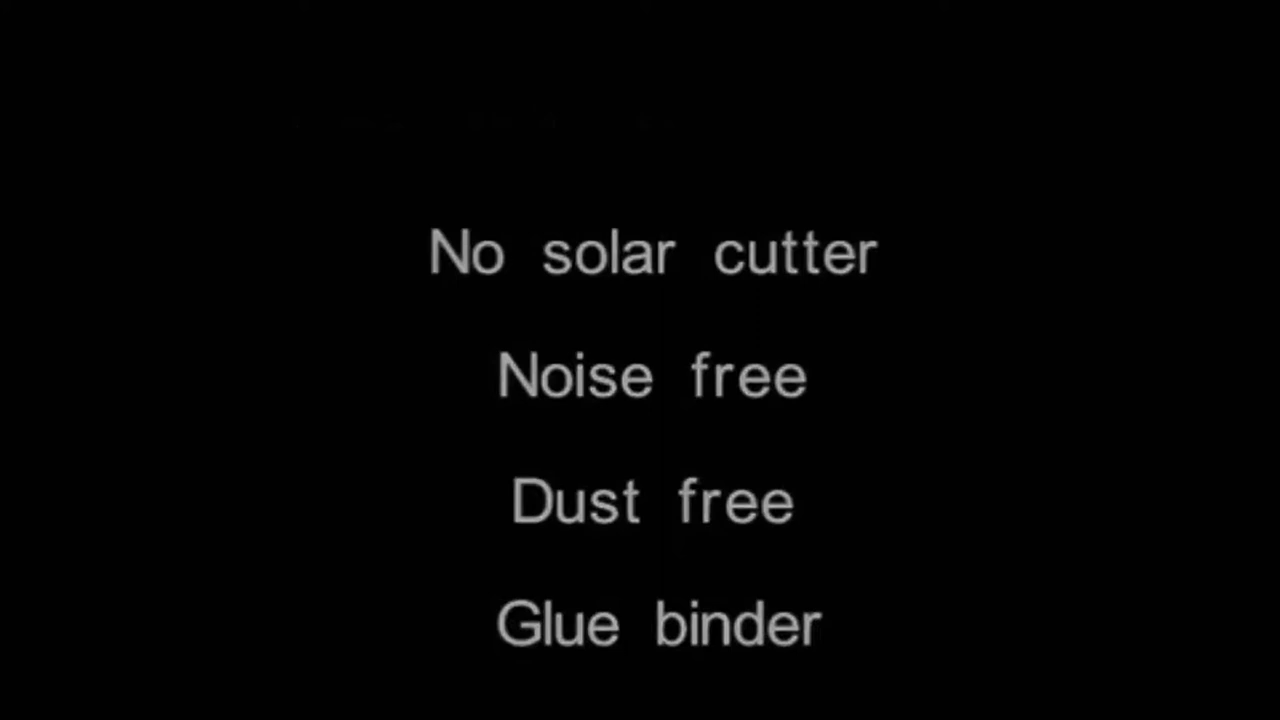 No solar cutter
Noise free
Dust free
Glue binder